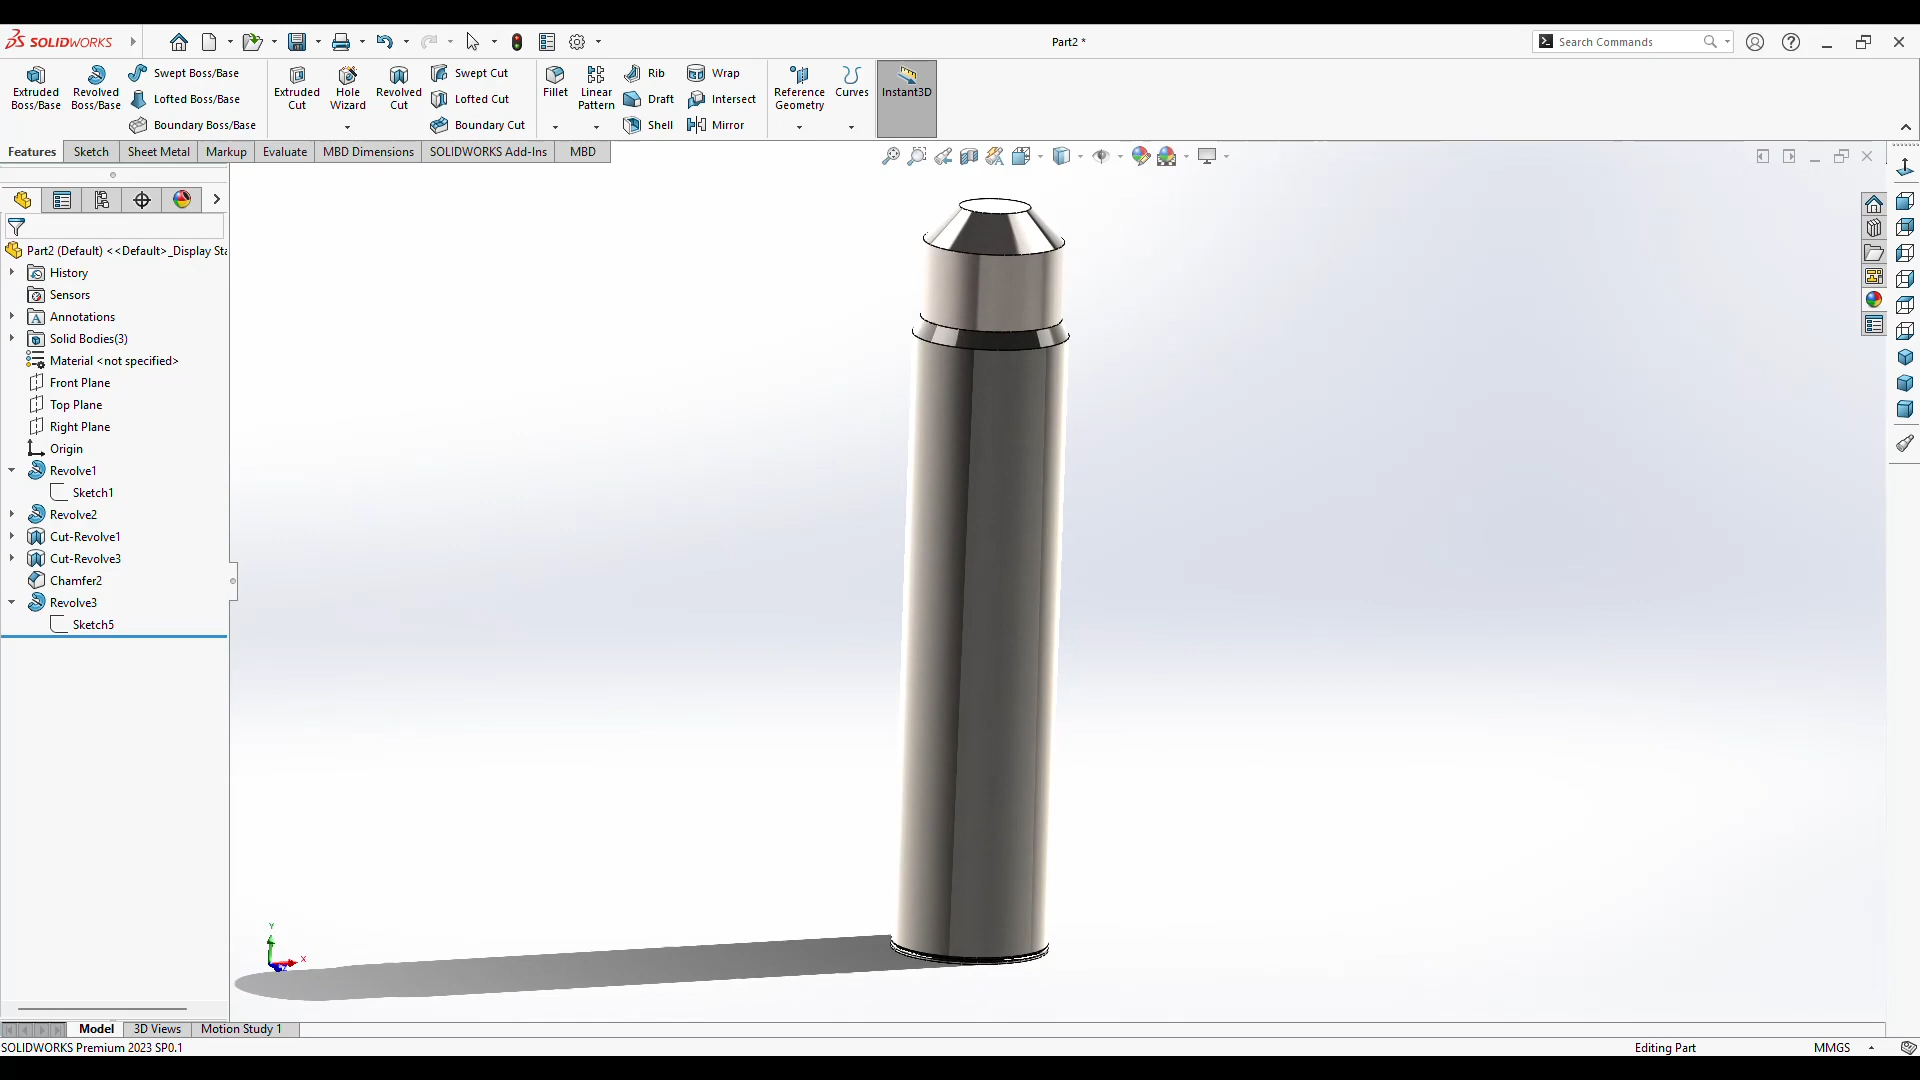 SOLIDWORKS
Part2 *
Search Commands
Extruded Boss/Base
Revolved Boss/Base
Swept Boss/Base
Lofted Boss/Base
Boundary Boss/Base
Extruded Cut
Hole Wizard
Revolved Cut
Swept Cut
Lofted Cut
Boundary Cut
Fillet
Linear Pattern
Rib
Draft
Shell
Wrap
Intersect
Mirror
Reference Geometry
Curves
Instant3D
Features
Sketch
Sheet Metal
Markup
Evaluate
MBD Dimensions
SOLIDWORKS Add-Ins
MBD
Part2 (Default) <<Default>_Display Sta
History
Sensors
Annotations
Solid Bodies(3)
Material <not specified>
Front Plane
Top Plane
Right Plane
Origin
Revolve1
Sketch1
Revolve2
Cut-Revolve1
Cut-Revolve3
Chamfer2
Revolve3
Sketch5
Y
X
Model
3D Views
Motion Study 1
SOLIDWORKS Premium 2023 SP0.1
Editing Part
MMGS